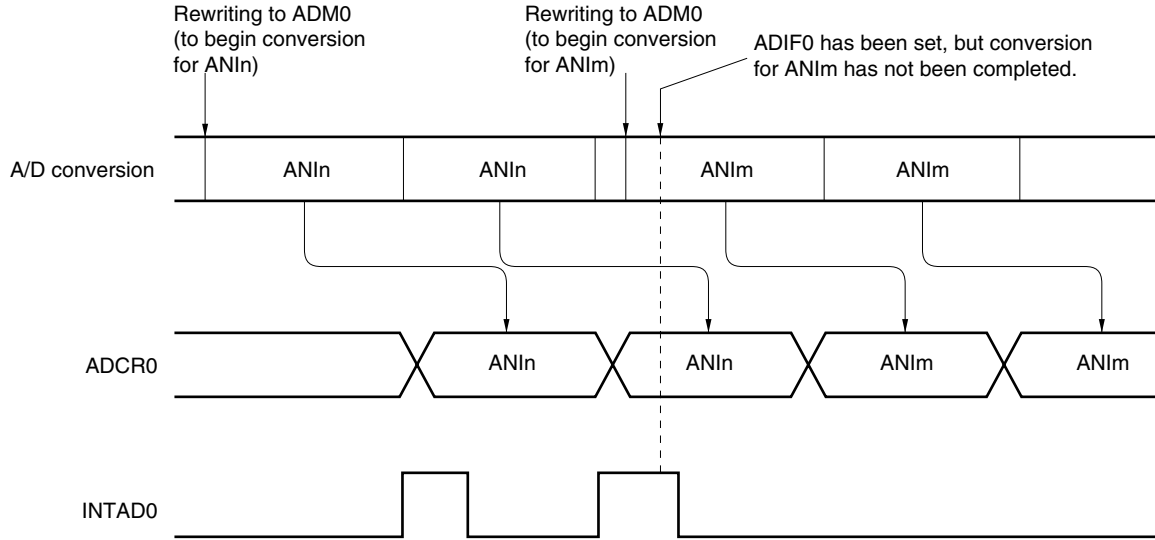 Rewriting to ADM0
(to begin conversion
for ANIn)
Rewriting to ADM0
(to begin conversion
for ANIm)
ADIF0 has been set, but conversion
for ANIm has not been completed.
A/D conversion
ANIn
ANIn
ANIm
ANIm
ADCR0
ANIn
ANIn
ANIm
ANIm
INTAD0